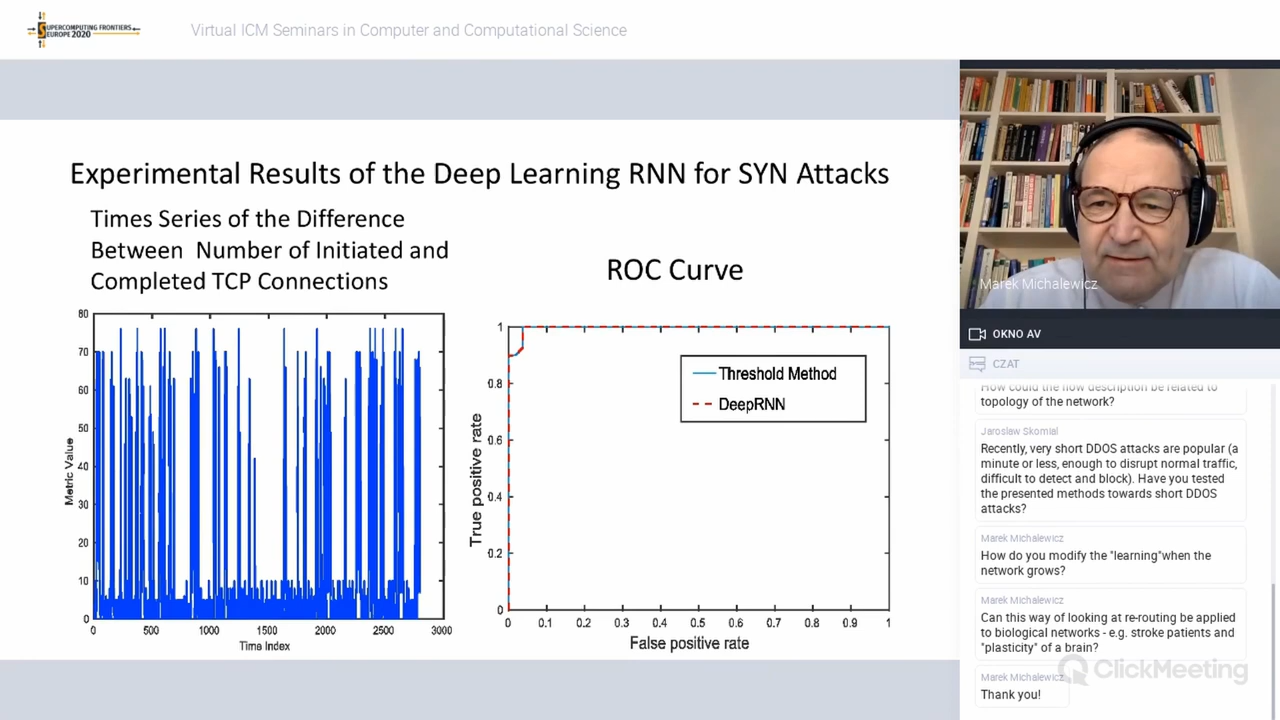 SUPERCOMPUTING FRONTIERS
EUROPE 2020
Virtual ICM Seminars in Computer and Computational Science
Experimental Results of the Deep Learning RNN for SYN Attacks
Times Series of the Difference
Between Number of Initiated and
Completed TCP Connections
80
70
60
50
40
30
20
10
0
Metric Value
0 500 1000 1500 2000 2500 3000
Time Index
ROC Curve
1
0.8
0.6
0.4
0.2
0
True positive rate
Threshold Method
DeepRNN
0 0.1 0.2 0.3 0.4 0.5 0.6 0.7 0.8 0.9 1
False positive rate
Marek Michalewicz
OKNO AV
CZAT
How could the flow description be related to
topology of the network?
Jaroslaw Skomial
Recently, very short DDOS attacks are popular (a
minute or less, enough to disrupt normal traffic,
difficult to detect and block). Have you tested
the presented methods towards short DDOS
attacks?
Marek Michalewicz
How do you modify the "learning"when the
network grows?
Marek Michalewicz
Can this way of looking at re-routing be applied
to biological networks - e.g. stroke patients and
"plasticity" of a brain?
Marek Michalewicz
Thank you!
ClickMeeting